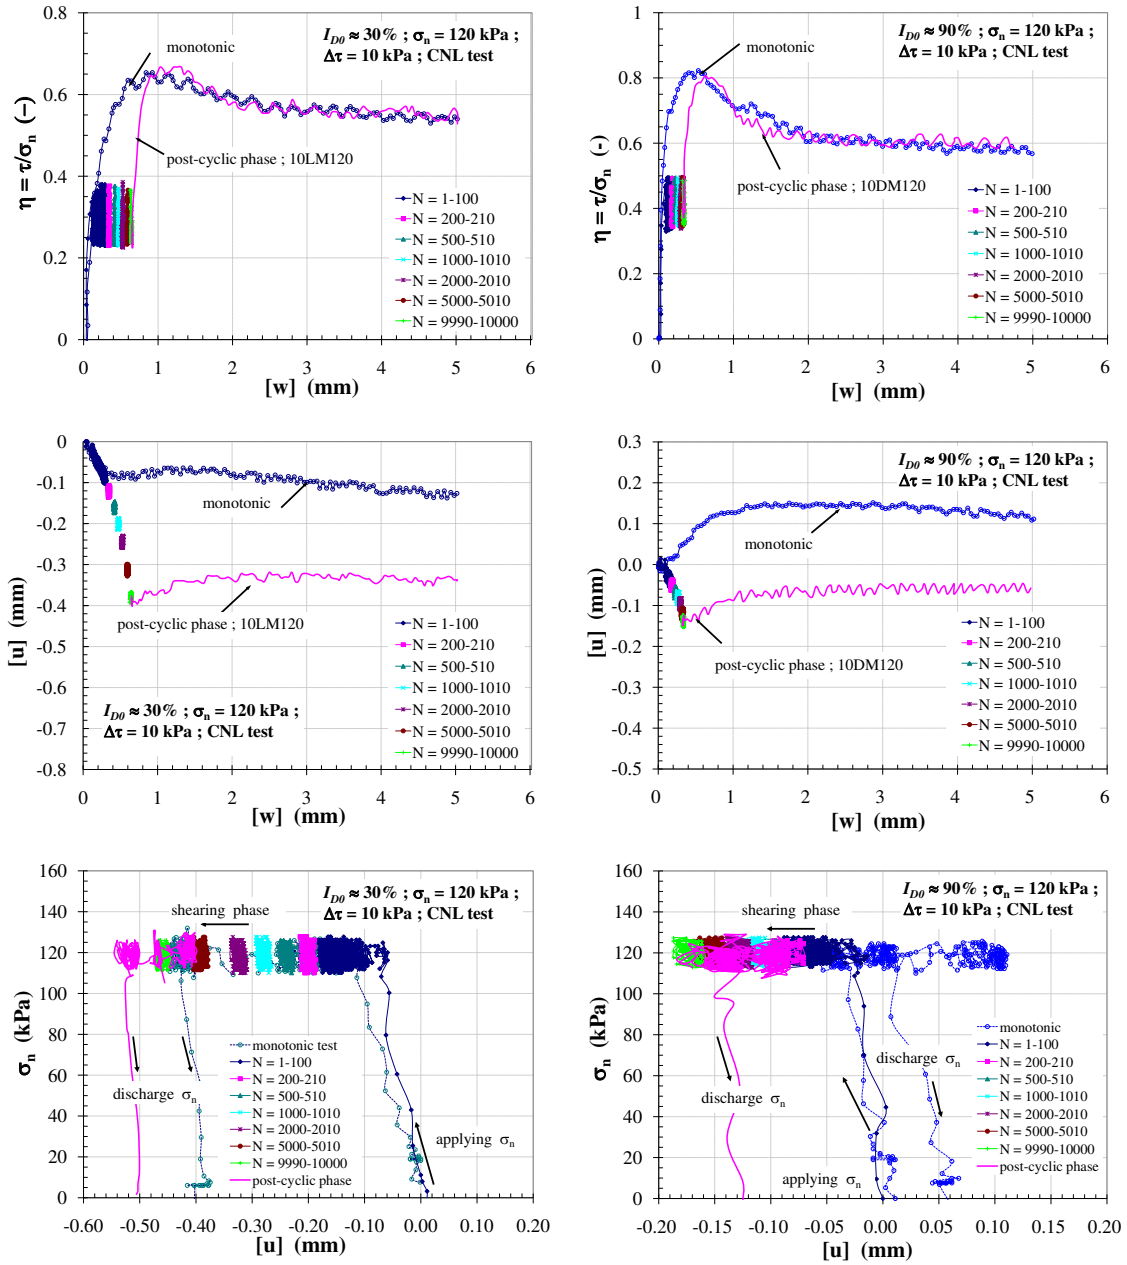 I_D0 ≈ 30% ; σ_n = 120 kPa ;
Δτ = 10 kPa ; CNL test
monotonic
post-cyclic phase ; 10LM120
N = 1-100
N = 200-210
N = 500-510
N = 1000-1010
N = 2000-2010
N = 5000-5010
N = 9990-10000
0.8
0.6
0.4
0.2
0
η = τ/σ_n (–)
0 1 2 3 4 5 6
[w] (mm)
I_D0 ≈ 90% ; σ_n = 120 kPa ;
Δτ = 10 kPa ; CNL test
monotonic
post-cyclic phase ; 10DM120
N = 1-100
N = 200-210
N = 500-510
N = 1000-1010
N = 2000-2010
N = 5000-5010
N = 9990-10000
1
0.8
0.6
0.4
0.2
0
η = τ/σ_n (-)
0 1 2 3 4 5 6
[w] (mm)
0
-0.1
-0.2
-0.3
-0.4
-0.5
-0.6
-0.7
-0.8
[u] (mm)
monotonic
post-cyclic phase ; 10LM120
N = 1-100
N = 200-210
N = 500-510
N = 1000-1010
N = 2000-2010
N = 5000-5010
N = 9990-10000
I_D0 ≈ 30% ; σ_n = 120 kPa ;
Δτ = 10 kPa ; CNL test
0 1 2 3 4 5 6
[w] (mm)
0.3
0.2
0.1
0.0
-0.1
-0.2
-0.3
-0.4
-0.5
[u] (mm)
I_D0 ≈ 90% ; σ_n = 120 kPa ;
Δτ = 10 kPa ; CNL test
monotonic
post-cyclic phase ; 10DM120
N = 1-100
N = 200-210
N = 500-510
N = 1000-1010
N = 2000-2010
N = 5000-5010
N = 9990-10000
0 1 2 3 4 5 6
[w] (mm)
160
140
120
100
80
60
40
20
0
σ_n (kPa)
I_D0 ≈ 30% ; σ_n = 120 kPa ;
Δτ = 10 kPa ; CNL test
shearing phase
discharge σ_n
applying σ_n
monotonic test
N = 1-100
N = 200-210
N = 500-510
N = 1000-1010
N = 2000-2010
N = 5000-5010
N = 9990-10000
post-cyclic phase
-0.60 -0.50 -0.40 -0.30 -0.20 -0.10 0.00 0.10 0.20
[u] (mm)
160
140
120
100
80
60
40
20
0
σ_n (kPa)
I_D0 ≈ 90% ; σ_n = 120 kPa ;
Δτ = 10 kPa ; CNL test
shearing phase
discharge σ_n
discharge σ_n
applying σ_n
monotonic
N = 1-100
N = 200-210
N = 500-510
N = 1000-1010
N = 2000-2010
N = 5000-5010
N = 9990-10000
post-cyclic phase
-0.20 -0.15 -0.10 -0.05 0.00 0.05 0.10 0.15 0.20
[u] (mm)